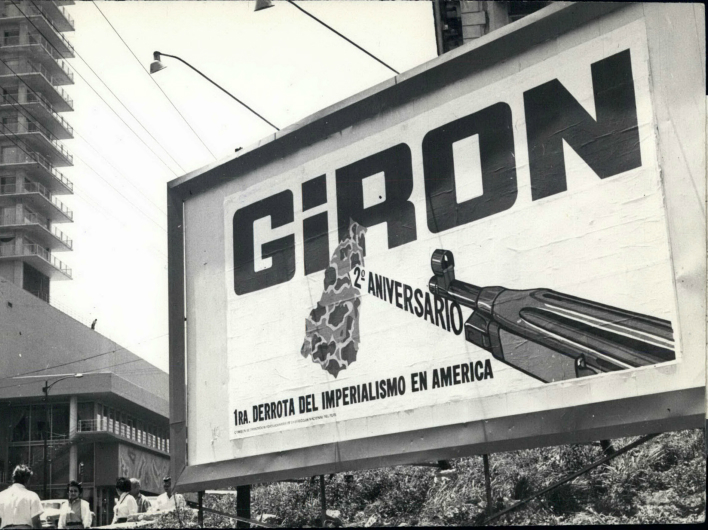 GiRON
2º ANIVERSARIO
1RA. DERROTA DEL IMPERIALISMO EN AMERICA